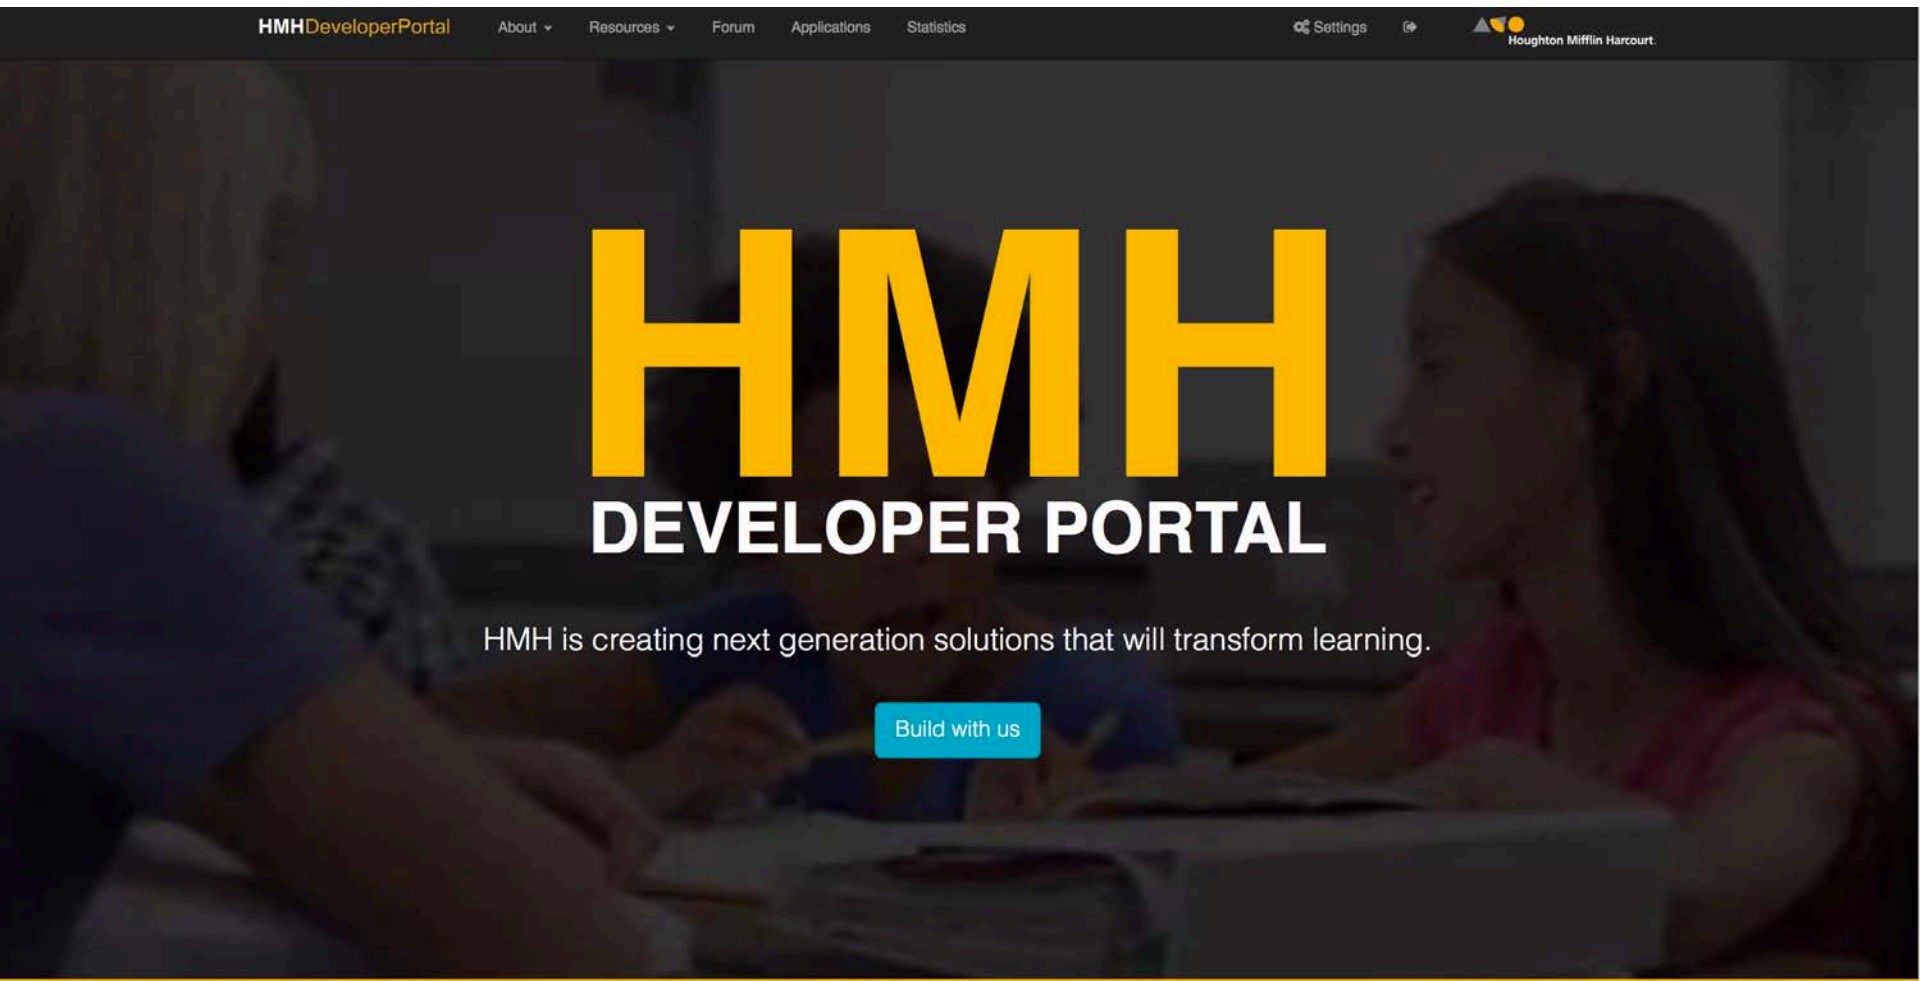 HMHDeveloperPortal About Resources Forum Applications Statistics Settings Houghton Mifflin Harcourt.
HMH
DEVELOPER PORTAL
HMH is creating next generation solutions that will transform learning.
Build with us